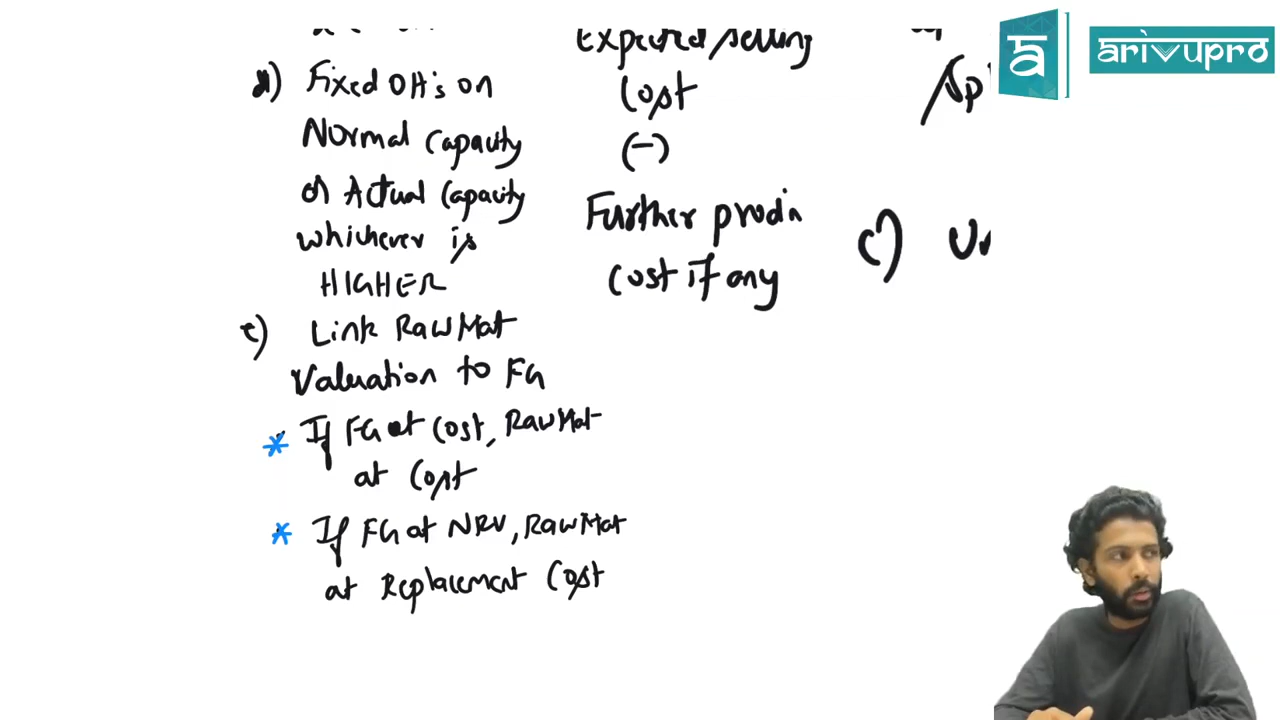 d) Fixed OH's on
Normal Capacity
or Actual Capacity
whichever is
HIGHER
e) Link Raw Mat
Valuation to FG
* If FG at Cost, Raw Mat
at Cost
* If FG at NRV, Raw Mat
at Replacement Cost
Expected selling
Cost
(-)
Further prodn
cost if any
c)
a
arivupro